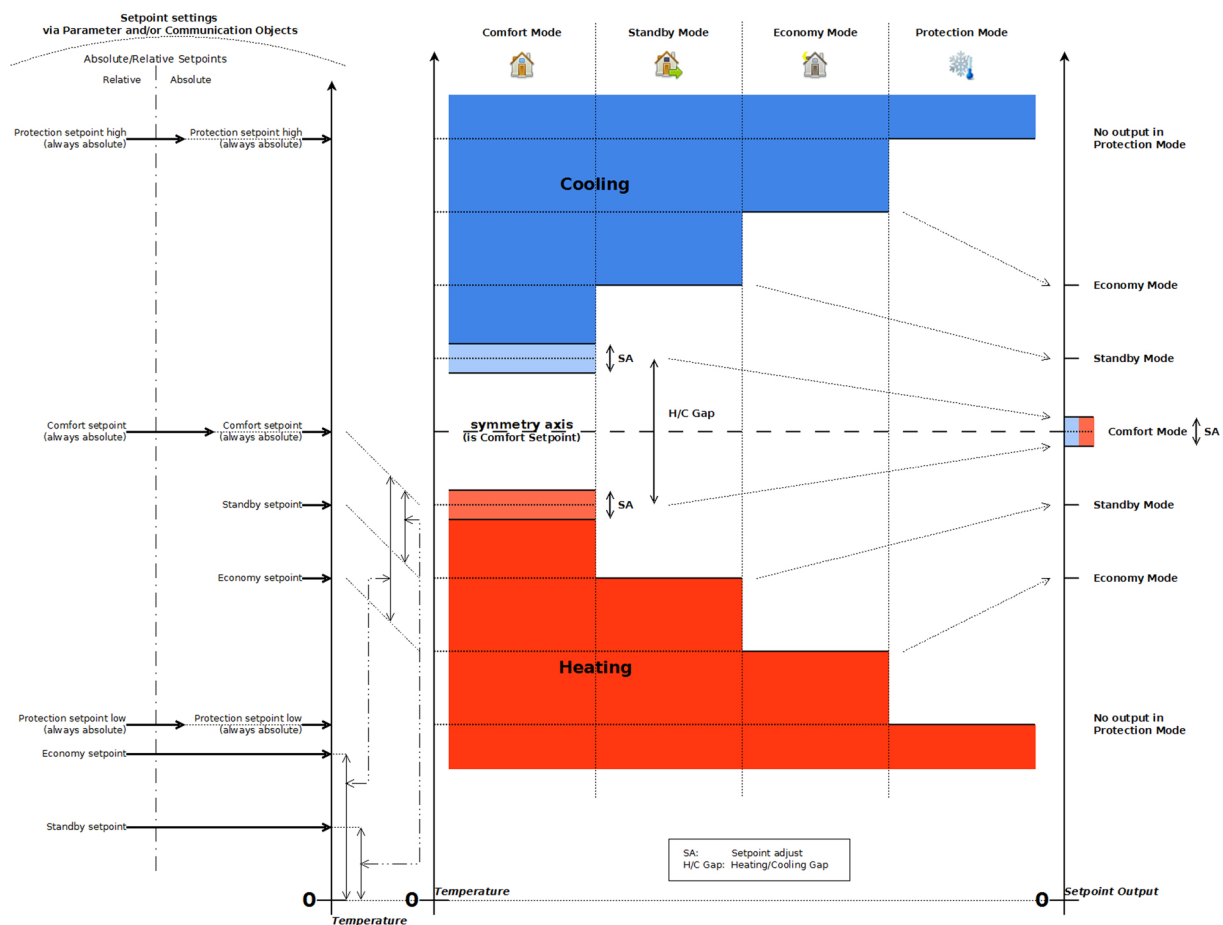 Setpoint settings
via Parameter and/or Communication Objects
Absolute/Relative Setpoints
Relative
Absolute
Comfort Mode
Standby Mode
Economy Mode
Protection Mode
Protection setpoint high
(always absolute)
Protection setpoint high
(always absolute)
No output in
Protection Mode
Cooling
Economy Mode
SA
Standby Mode
H/C Gap
Comfort setpoint
(always absolute)
Comfort setpoint
(always absolute)
symmetry axis
(is Comfort Setpoint)
Comfort Mode
SA
Standby setpoint
SA
Standby Mode
Economy setpoint
Economy Mode
Heating
Protection setpoint low
(always absolute)
Protection setpoint low
(always absolute)
No output in
Protection Mode
Economy setpoint
Standby setpoint
SA: Setpoint adjust
H/C Gap: Heating/Cooling Gap
0
Temperature
0
Temperature
0
Setpoint Output